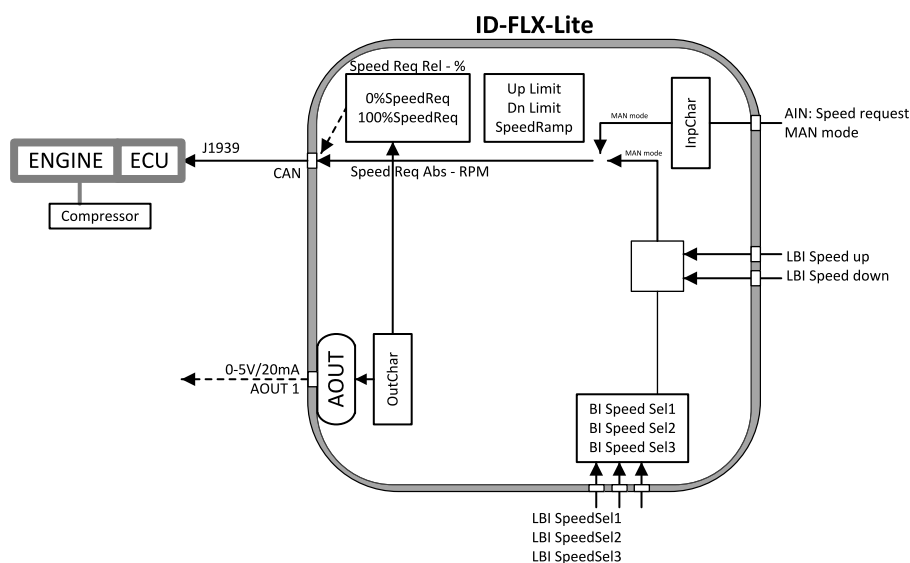 ID-FLX-Lite
Speed Req Rel - %
0%SpeedReq
100%SpeedReq
Up Limit
Dn Limit
SpeedRamp
MAN mode
InpChar
AIN: Speed request
MAN mode
ENGINE
ECU
J1939
CAN
Speed Req Abs - RPM
MAN mode
Compressor
LBI Speed up
LBI Speed down
0-5V/20mA
AOUT 1
AOUT
OutChar
BI Speed Sel1
BI Speed Sel2
BI Speed Sel3
LBI SpeedSel1
LBI SpeedSel2
LBI SpeedSel3